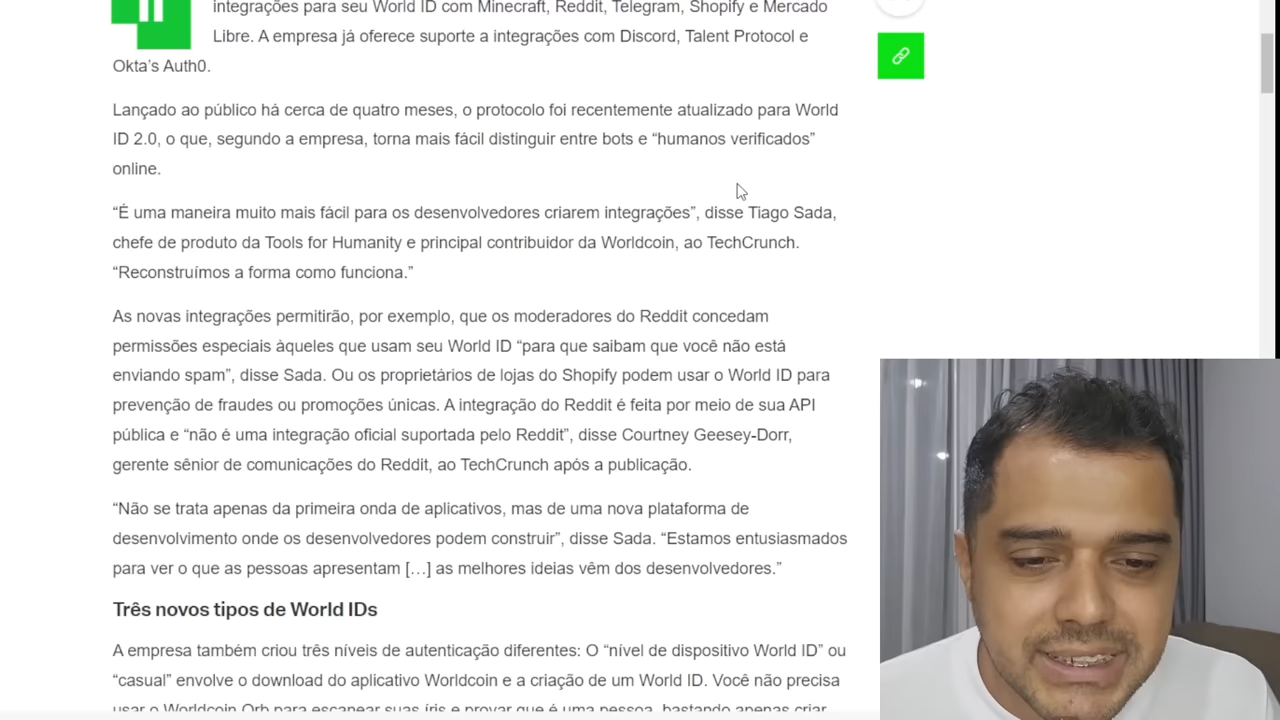 integrações para seu World ID com Minecraft, Reddit, Telegram, Shopify e Mercado
Libre. A empresa já oferece suporte a integrações com Discord, Talent Protocol e
Okta’s Auth0.
Lançado ao público há cerca de quatro meses, o protocolo foi recentemente atualizado para World
ID 2.0, o que, segundo a empresa, torna mais fácil distinguir entre bots e “humanos verificados”
online.
“É uma maneira muito mais fácil para os desenvolvedores criarem integrações”, disse Tiago Sada,
chefe de produto da Tools for Humanity e principal contribuidor da Worldcoin, ao TechCrunch.
“Reconstruímos a forma como funciona.”
As novas integrações permitirão, por exemplo, que os moderadores do Reddit concedam
permissões especiais àqueles que usam seu World ID “para que saibam que você não está
enviando spam”, disse Sada. Ou os proprietários de lojas do Shopify podem usar o World ID para
prevenção de fraudes ou promoções únicas. A integração do Reddit é feita por meio de sua API
pública e “não é uma integração oficial suportada pelo Reddit”, disse Courtney Geesey-Dorr,
gerente sênior de comunicações do Reddit, ao TechCrunch após a publicação.
“Não se trata apenas da primeira onda de aplicativos, mas de uma nova plataforma de
desenvolvimento onde os desenvolvedores podem construir”, disse Sada. “Estamos entusiasmados
para ver o que as pessoas apresentam […] as melhores ideias vêm dos desenvolvedores.”
Três novos tipos de World IDs
A empresa também criou três níveis de autenticação diferentes: O “nível de dispositivo World ID” ou
“casual” envolve o download do aplicativo Worldcoin e a criação de um World ID. Você não precisa
usar o Worldcoin Orb para escanear suas íris e provar que é uma pessoa, bastando apenas criar